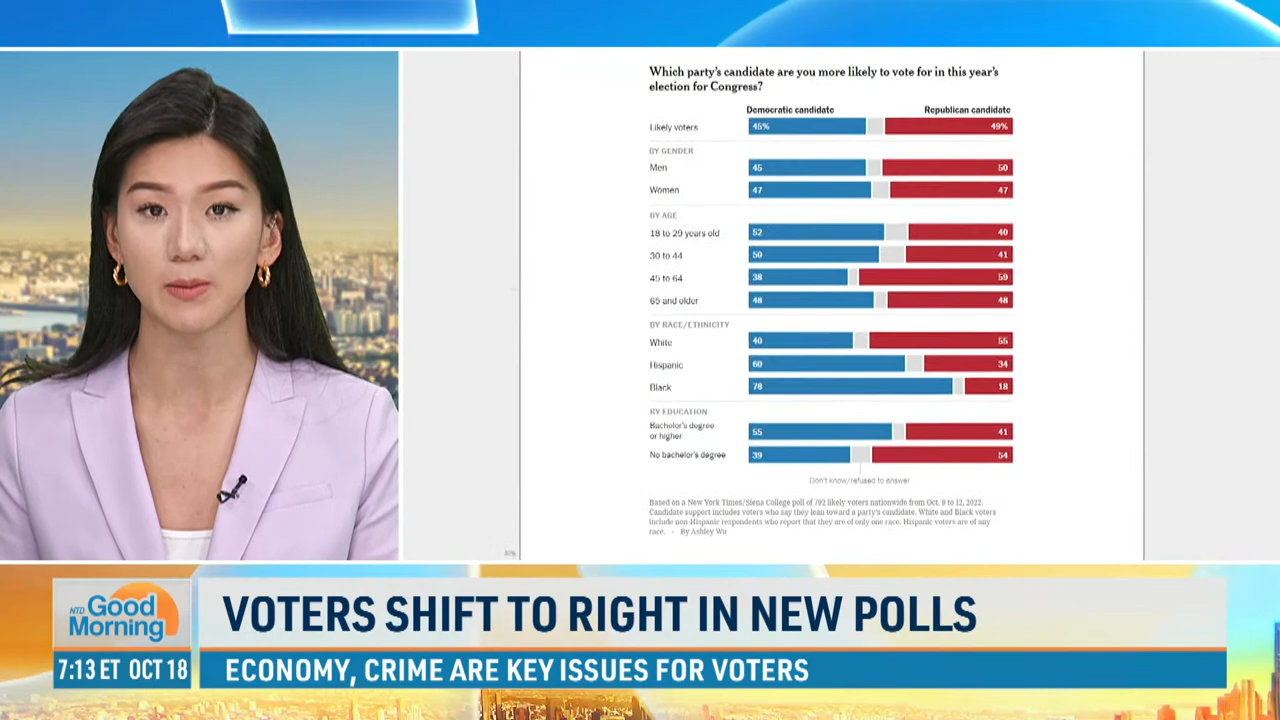 Which party's candidate are you more likely to vote for in this year's
election for Congress?
Democratic candidate Republican candidate
Likely voters 45% 49%
BY GENDER
Men 45 50
Women 47 47
BY AGE
18 to 29 years old 52 40
30 to 44 50 41
45 to 64 38 59
65 and older 48 48
BY RACE/ETHNICITY
White 40 55
Hispanic 60 34
Black 78 18
BY EDUCATION
Bachelor's degree
or higher 55 41
No bachelor's degree 39 54
Don't know/refused to answer
Based on a New York Times/Siena College poll of 792 likely voters nationwide from Oct. 9 to 12, 2022.
Candidate support includes voters who say they lean toward a party's candidate. White and Black voters
include non-Hispanic respondents who report that they are of only one race. Hispanic voters are of any
race. • By Ashley Wu
NTD Good
Morning
VOTERS SHIFT TO RIGHT IN NEW POLLS
7:13 ET OCT 18
ECONOMY, CRIME ARE KEY ISSUES FOR VOTERS